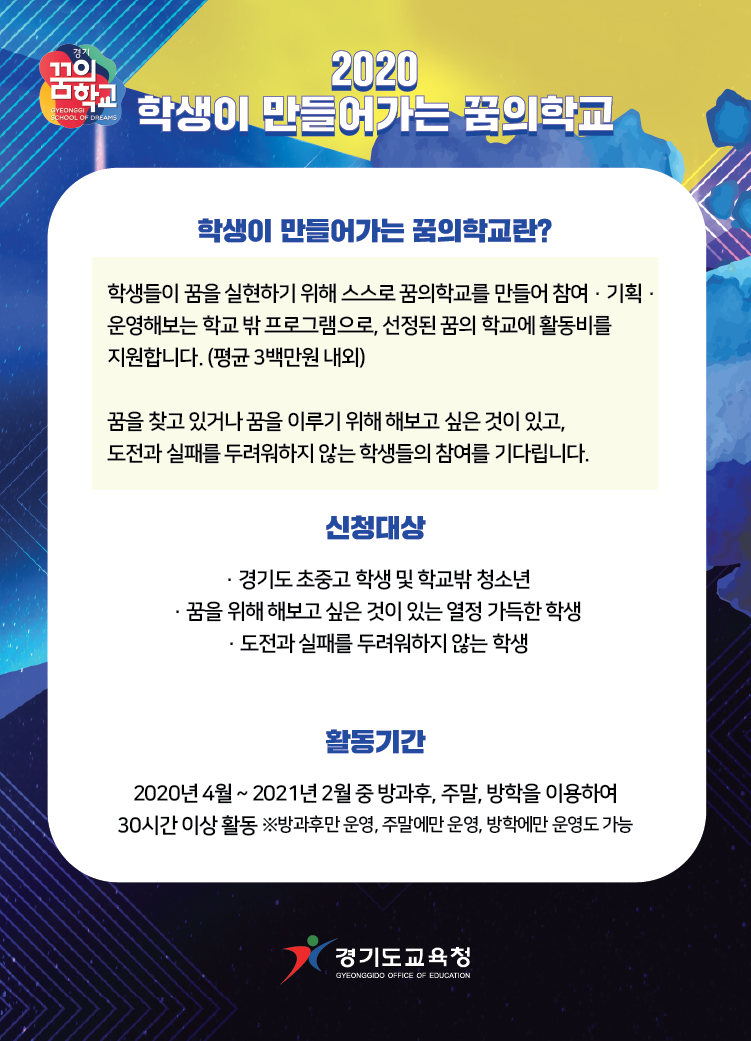 경기
꿈의
학교
GYEONGGI
SCHOOL OF DREAMS
2020
학생이 만들어가는 꿈의학교
학생이 만들어가는 꿈의학교란?
학생들이 꿈을 실현하기 위해 스스로 꿈의학교를 만들어 참여 · 기획 ·
운영해보는 학교 밖 프로그램으로, 선정된 꿈의 학교에 활동비를
지원합니다. (평균 3백만원 내외)
꿈을 찾고 있거나 꿈을 이루기 위해 해보고 싶은 것이 있고,
도전과 실패를 두려워하지 않는 학생들의 참여를 기다립니다.
신청대상
· 경기도 초중고 학생 및 학교밖 청소년
· 꿈을 위해 해보고 싶은 것이 있는 열정 가득한 학생
· 도전과 실패를 두려워하지 않는 학생
활동기간
2020년 4월 ~ 2021년 2월 중 방과후, 주말, 방학을 이용하여
30시간 이상 활동 ※방과후만 운영, 주말에만 운영, 방학에만 운영도 가능
경기도교육청
GYEONGGIDO OFFICE OF EDUCATION